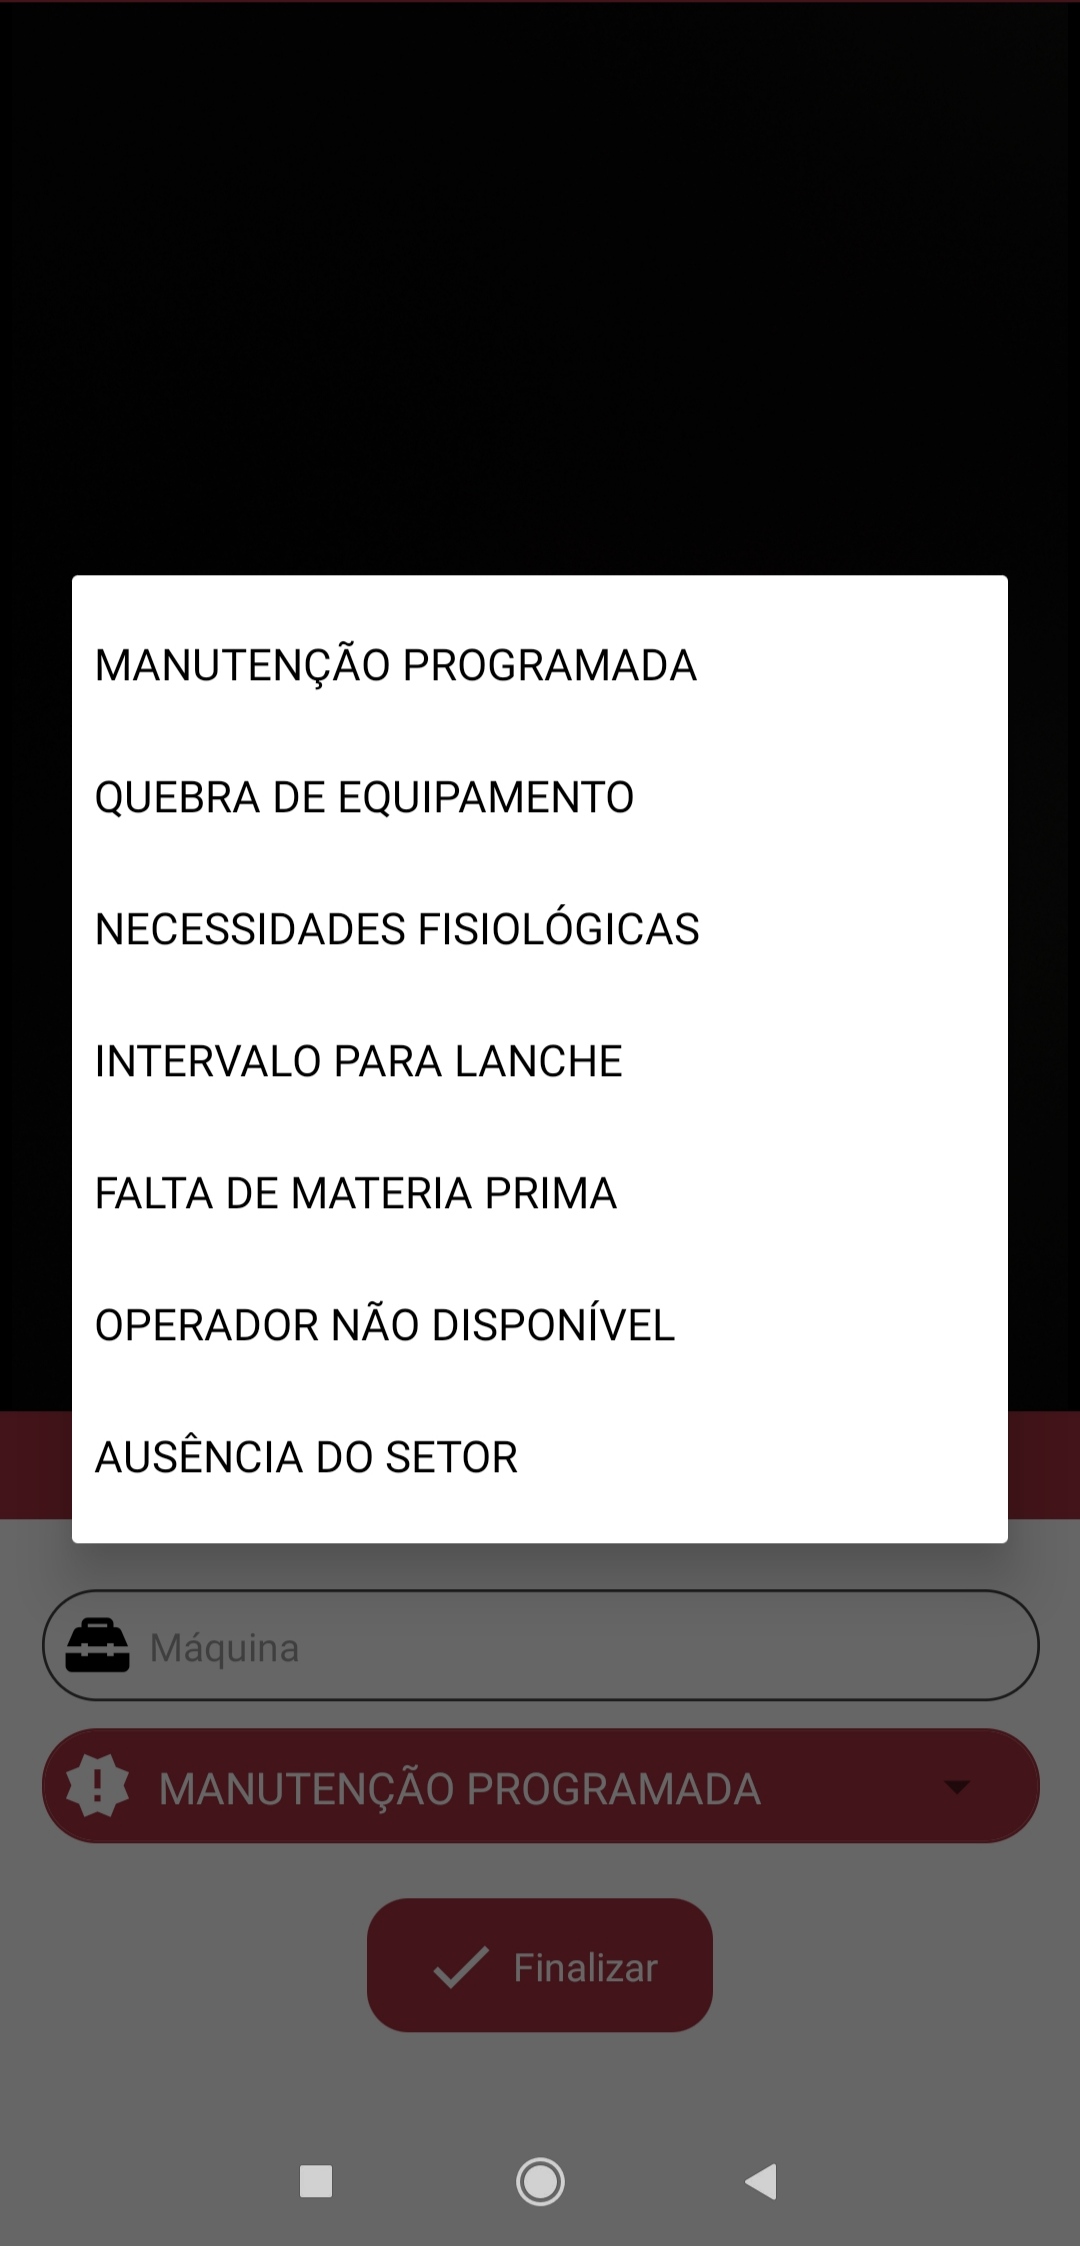 MANUTENÇÃO PROGRAMADA
QUEBRA DE EQUIPAMENTO
NECESSIDADES FISIOLÓGICAS
INTERVALO PARA LANCHE
FALTA DE MATERIA PRIMA
OPERADOR NÃO DISPONÍVEL
AUSÊNCIA DO SETOR
Máquina
MANUTENÇÃO PROGRAMADA
Finalizar